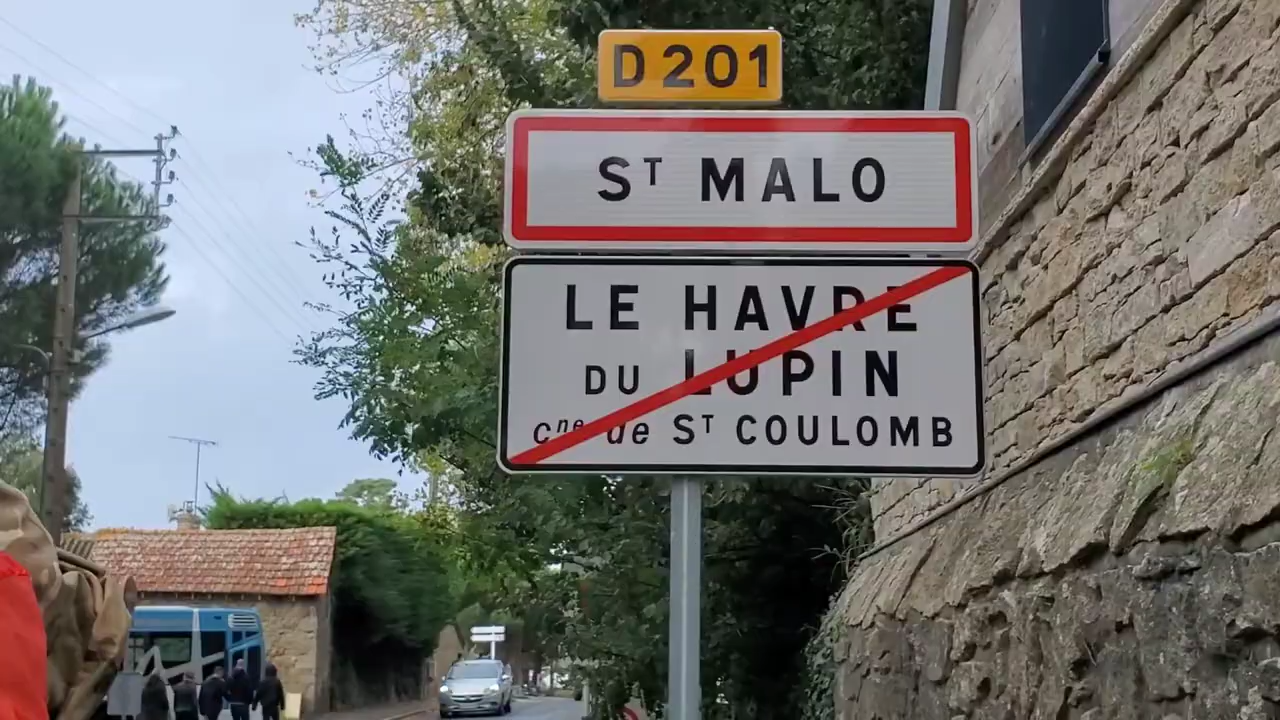 D201
Sᵀ MALO
LE HAVRE
DU LUPIN
cⁿᵉ de Sᵀ COULOMB